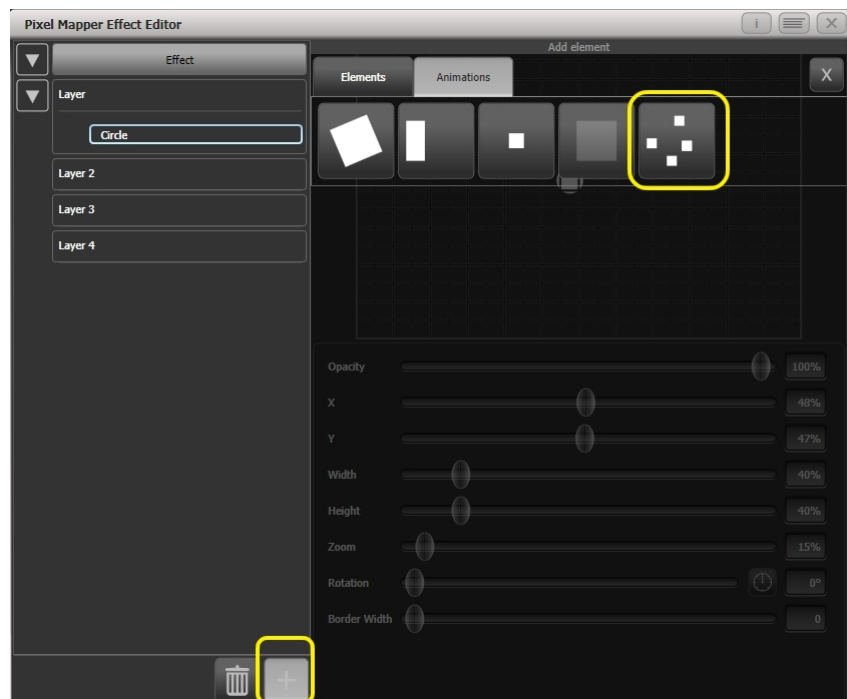 Pixel Mapper Effect Editor
i
X
Effect
Add element
Elements
Animations
X
Layer
Circle
Layer 2
Layer 3
Layer 4
Opacity
100%
X
48%
Y
47%
Width
40%
Height
40%
Zoom
15%
Rotation
0°
Border Width
0
+